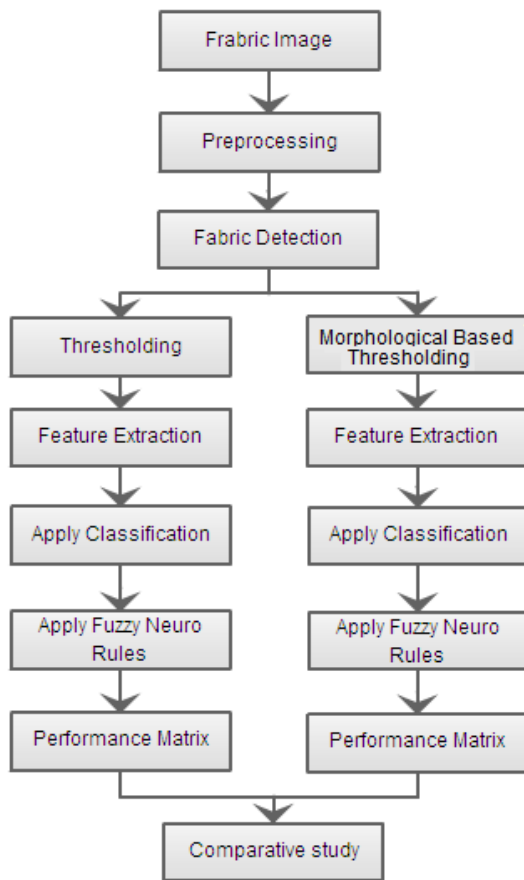 Frabric Image
Preprocessing
Fabric Detection
Thresholding
Morphological Based
Thresholding
Feature Extraction
Feature Extraction
Apply Classification
Apply Classification
Apply Fuzzy Neuro
Rules
Apply Fuzzy Neuro
Rules
Performance Matrix
Performance Matrix
Comparative study